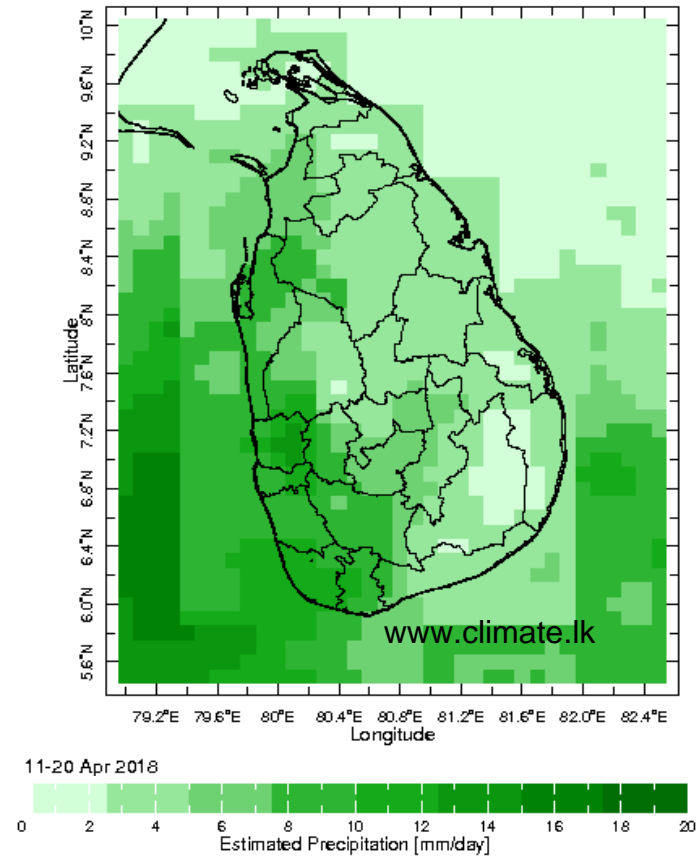 10°N
9.6°N
9.2°N
8.8°N
8.4°N
8°N
7.6°N
7.2°N
6.8°N
6.4°N
6.0°N
5.6°N
Latitude
www.climate.lk
79.2°E 79.6°E 80°E 80.4°E 80.8°E 81.2°E 81.6°E 82.0°E 82.4°E
Longitude
11-20 Apr 2018
0 2 4 6 8 10 12 14 16 18 20
Estimated Precipitation [mm/day]